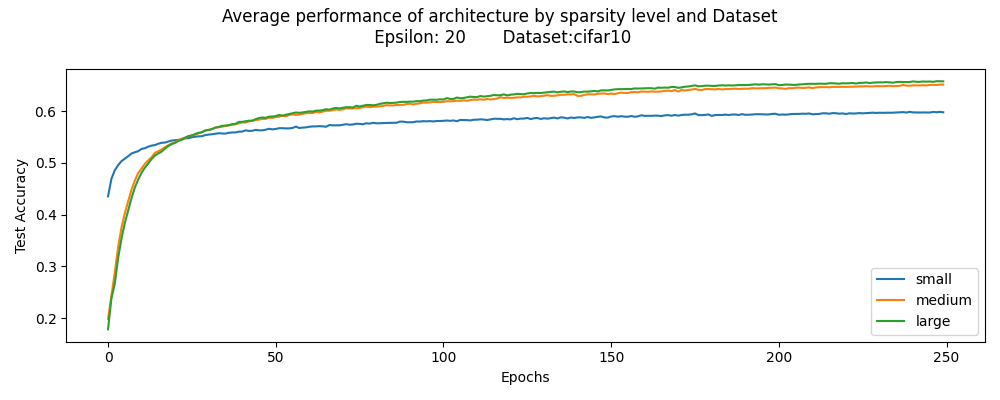 Average performance of architecture by sparsity level and Dataset
Epsilon: 20 Dataset:cifar10
0.6
0.5
0.4
0.3
0.2
Test Accuracy
small
medium
large
0 50 100 150 200 250
Epochs